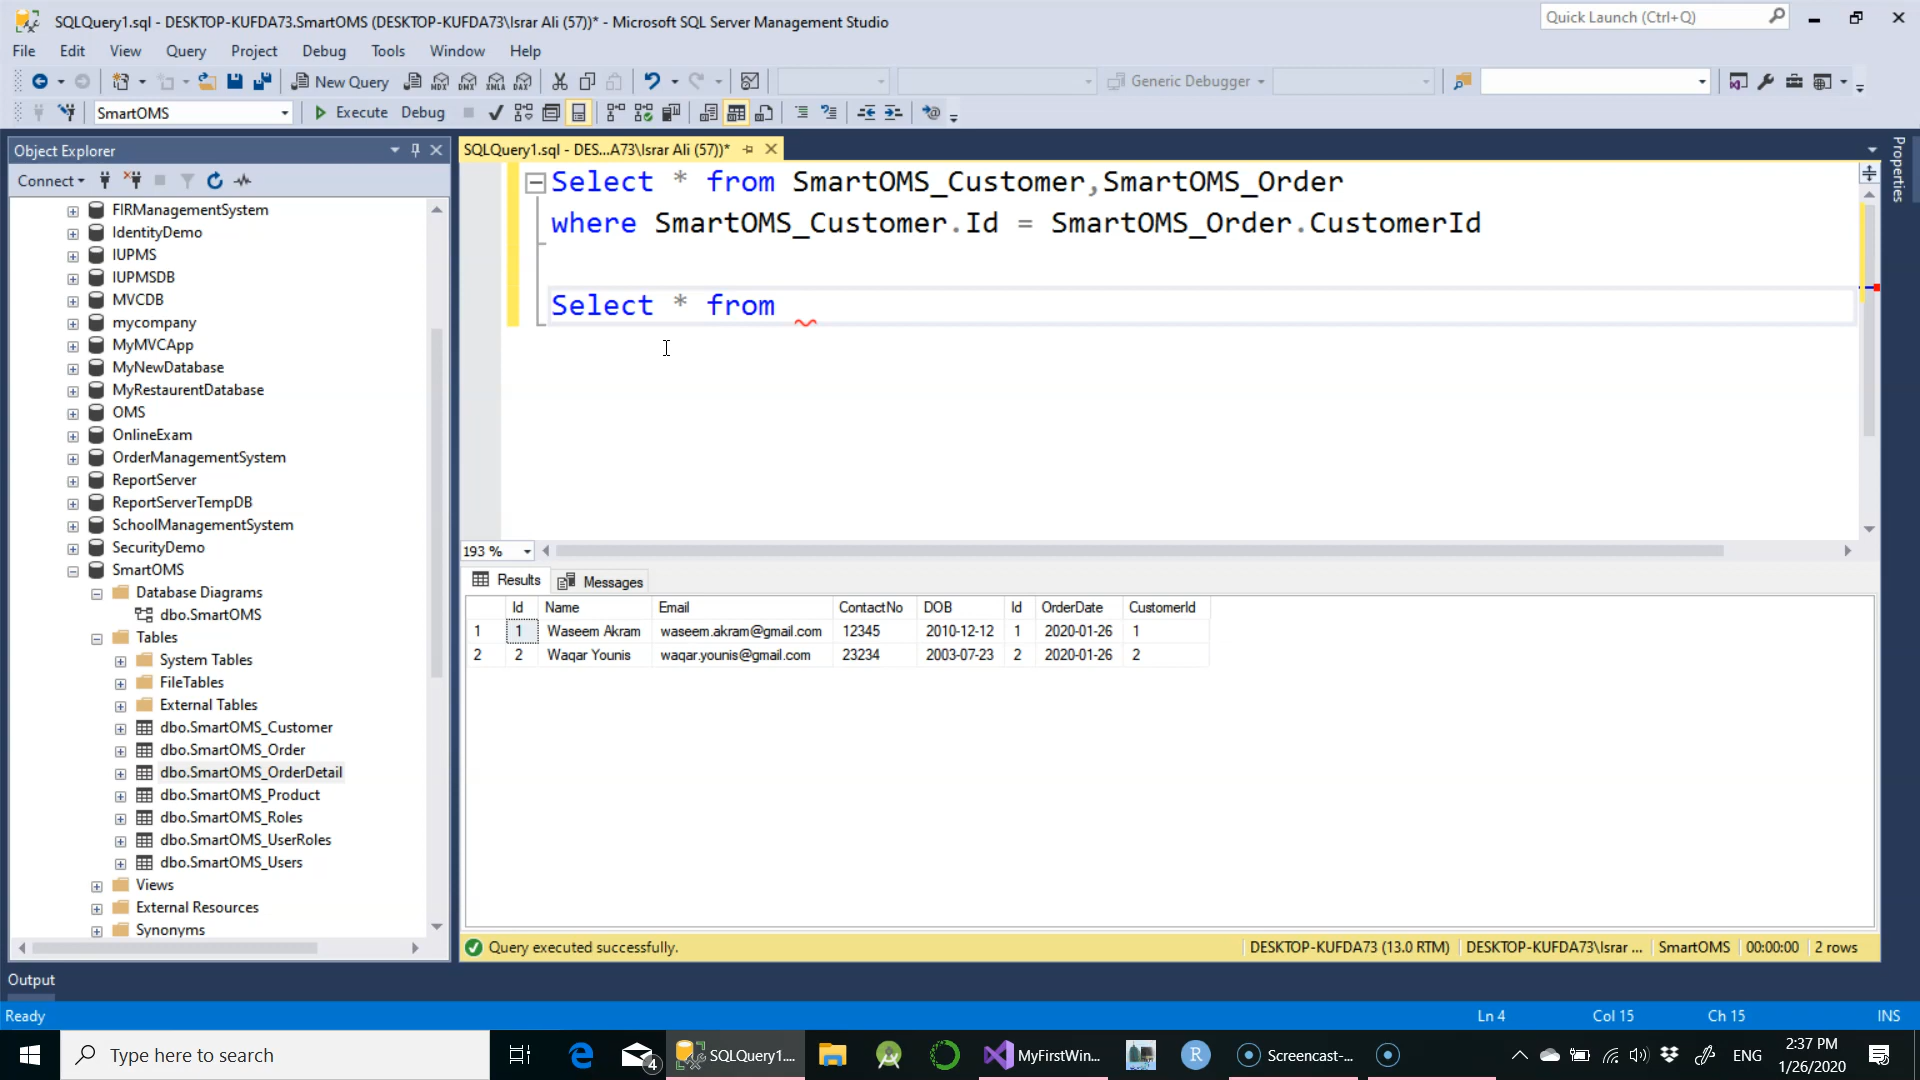 SQLQuery1.sql - DESKTOP-KUFDA73.SmartOMS (DESKTOP-KUFDA73\Israr Ali (57))* - Microsoft SQL Server Management Studio
Quick Launch (Ctrl+Q)
File Edit View Query Project Debug Tools Window Help
New Query
MDX DMX XMLA DAX
Generic Debugger
SmartOMS
Execute Debug
Object Explorer
SQLQuery1.sql - DES...A73\Israr Ali (57))*
Properties
Connect
FIRManagementSystem
IdentityDemo
IUPMS
IUPMSDB
MVCDB
mycompany
MyMVCApp
MyNewDatabase
MyRestaurentDatabase
OMS
OnlineExam
OrderManagementSystem
ReportServer
ReportServerTempDB
SchoolManagementSystem
SecurityDemo
SmartOMS
Database Diagrams
dbo.SmartOMS
Tables
System Tables
FileTables
External Tables
dbo.SmartOMS_Customer
dbo.SmartOMS_Order
dbo.SmartOMS_OrderDetail
dbo.SmartOMS_Product
dbo.SmartOMS_Roles
dbo.SmartOMS_UserRoles
dbo.SmartOMS_Users
Views
External Resources
Synonyms
Select * from SmartOMS_Customer,SmartOMS_Order
where SmartOMS_Customer.Id = SmartOMS_Order.CustomerId
Select * from
193 %
Results Messages
Id Name Email ContactNo DOB Id OrderDate CustomerId
1 1 Waseem Akram waseem.akram@gmail.com 12345 2010-12-12 1 2020-01-26 1
2 2 Waqar Younis waqar.younis@gmail.com 23234 2003-07-23 2 2020-01-26 2
Query executed successfully.
DESKTOP-KUFDA73 (13.0 RTM) DESKTOP-KUFDA73\Israr ... SmartOMS 00:00:00 2 rows
Output
Ready
Ln 4 Col 15 Ch 15 INS
Type here to search
4
SQLQuery1....
MyFirstWin...
R
Screencast-...
ENG
2:37 PM
1/26/2020